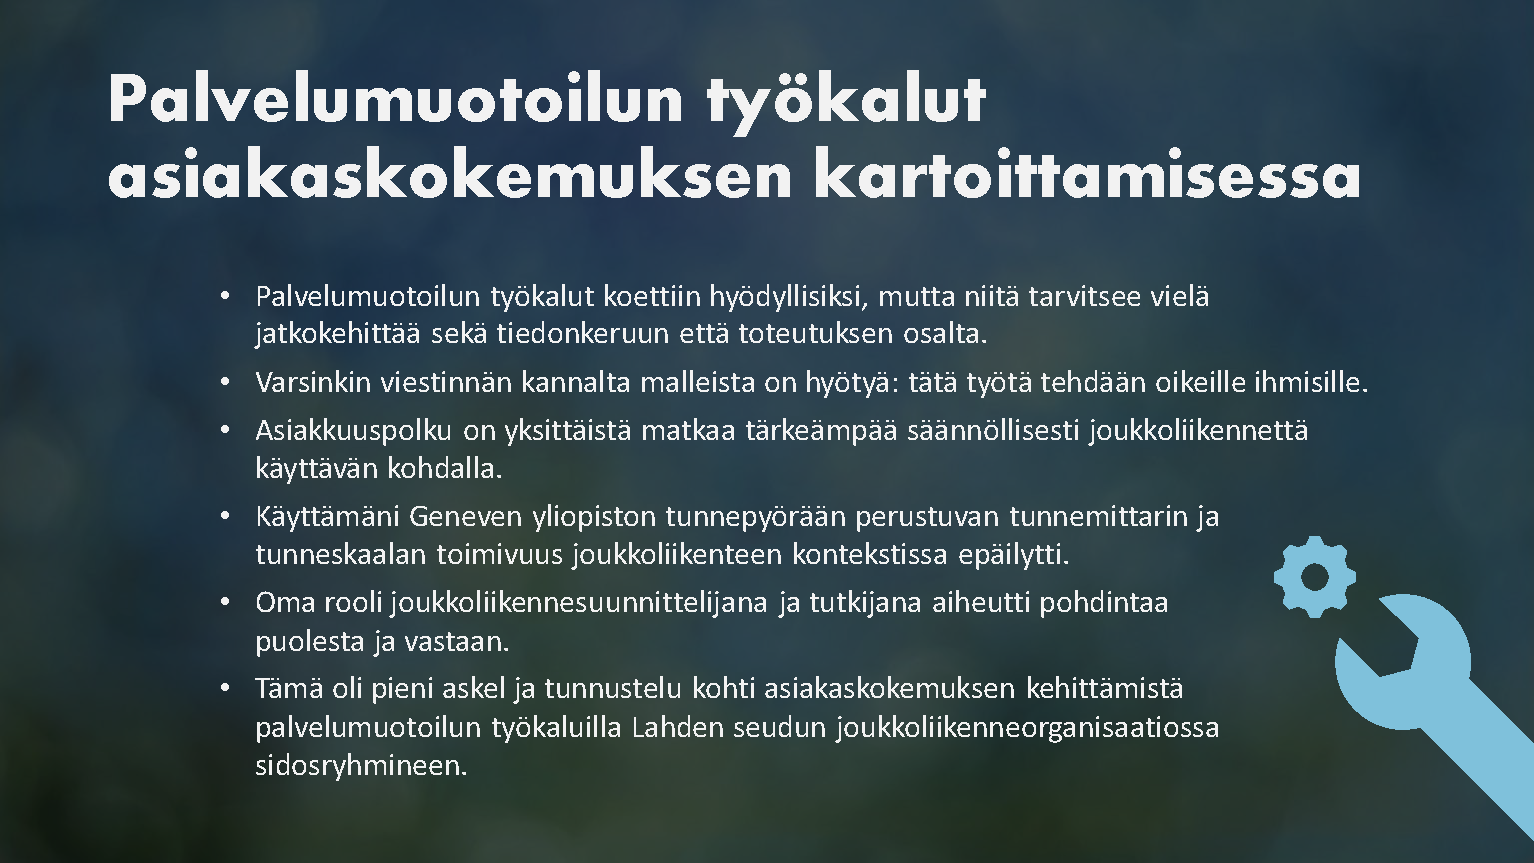 Palvelumuotoilun työkalut
asiakaskokemuksen kartoittamisessa
• Palvelumuotoilun työkalut koettiin hyödyllisiksi, mutta niitä tarvitsee vielä
jatkokehittää sekä tiedonkeruun että toteutuksen osalta.
• Varsinkin viestinnän kannalta malleista on hyötyä: tätä työtä tehdään oikeille ihmisille.
• Asiakkuuspolku on yksittäistä matkaa tärkeämpää säännöllisesti joukkoliikennettä
käyttävän kohdalla.
• Käyttämäni Geneven yliopiston tunnepyörään perustuvan tunnemittarin ja
tunneskaalan toimivuus joukkoliikenteen kontekstissa epäilytti.
• Oma rooli joukkoliikennesuunnittelijana ja tutkijana aiheutti pohdintaa
puolesta ja vastaan.
• Tämä oli pieni askel ja tunnustelu kohti asiakaskokemuksen kehittämistä
palvelumuotoilun työkaluilla Lahden seudun joukkoliikenneorganisaatiossa
sidosryhmineen.